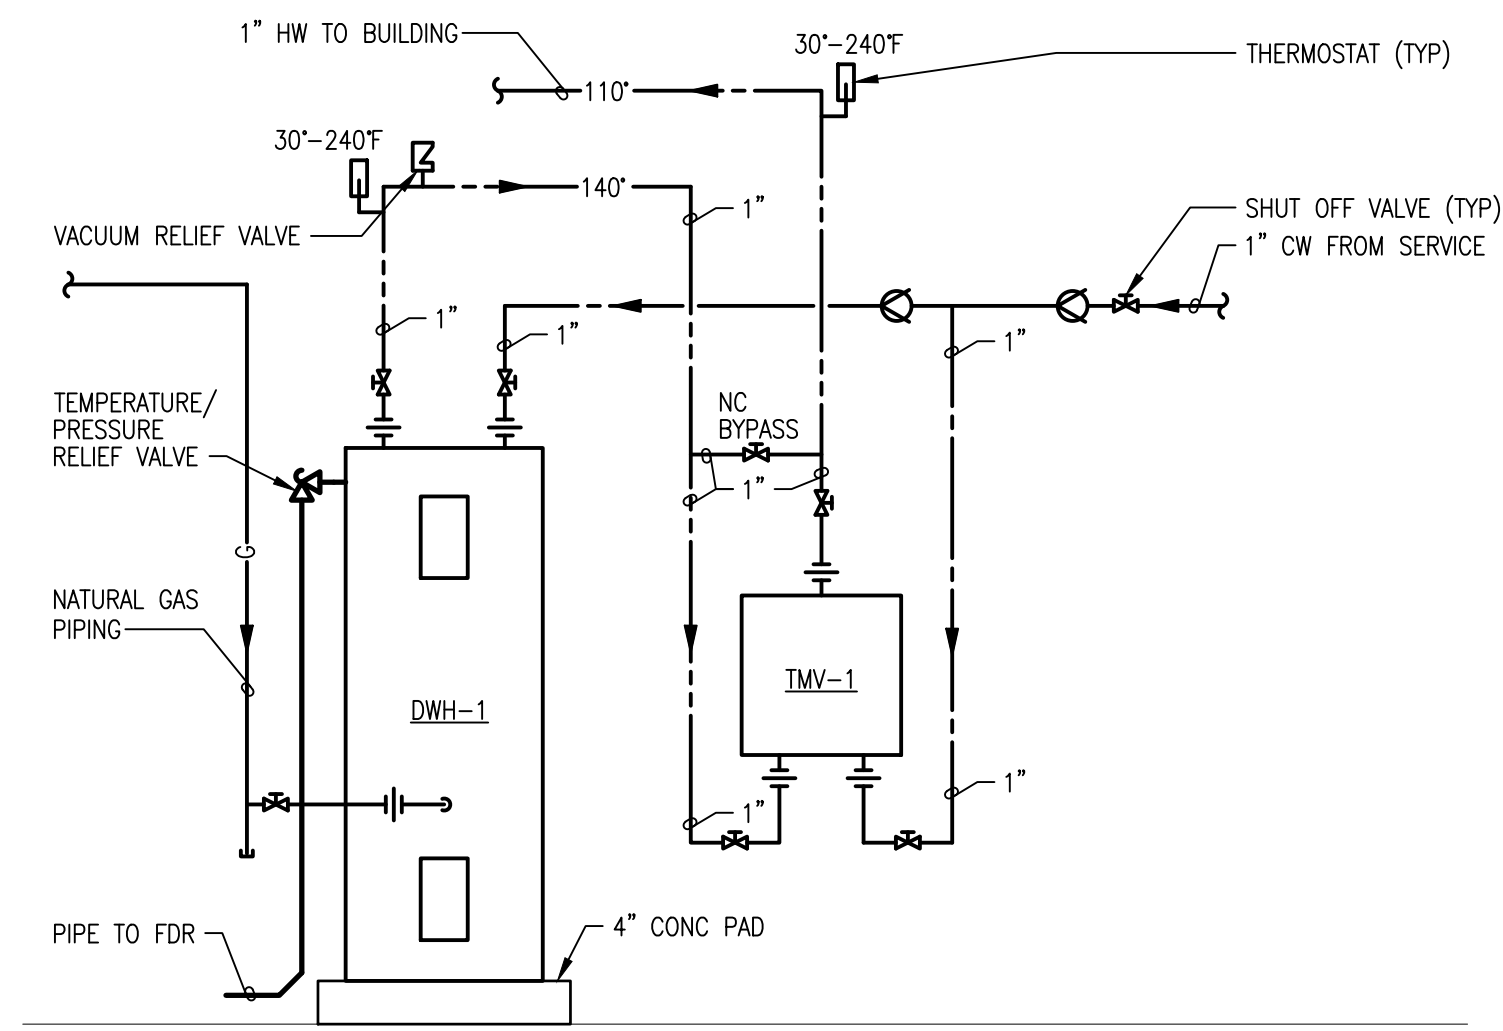 1” HW TO BUILDING
30°-240°F
THERMOSTAT (TYP)
110°
30°-240°F
140°
1”
SHUT OFF VALVE (TYP)
VACUUM RELIEF VALVE
1” CW FROM SERVICE
1”
1”
1”
TEMPERATURE/
PRESSURE
RELIEF VALVE
NC
BYPASS
1”
G
NATURAL GAS
PIPING
TMV-1
DWH-1
1”
1”
PIPE TO FDR
4” CONC PAD